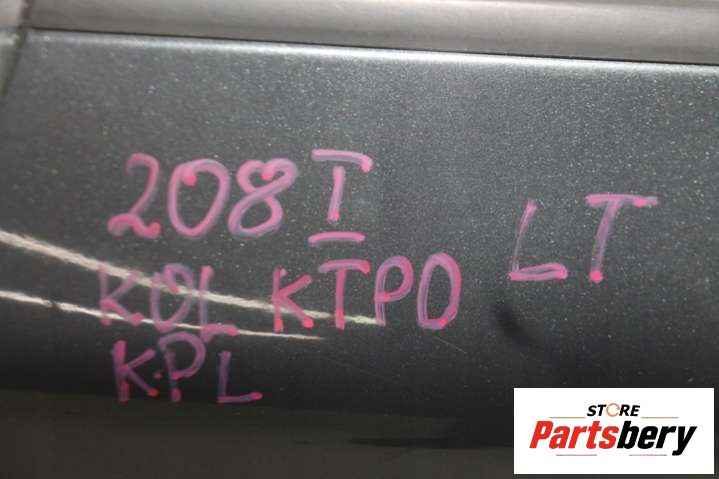 208 I LT
KOL KTPO
KPL
STORE
Partsbery